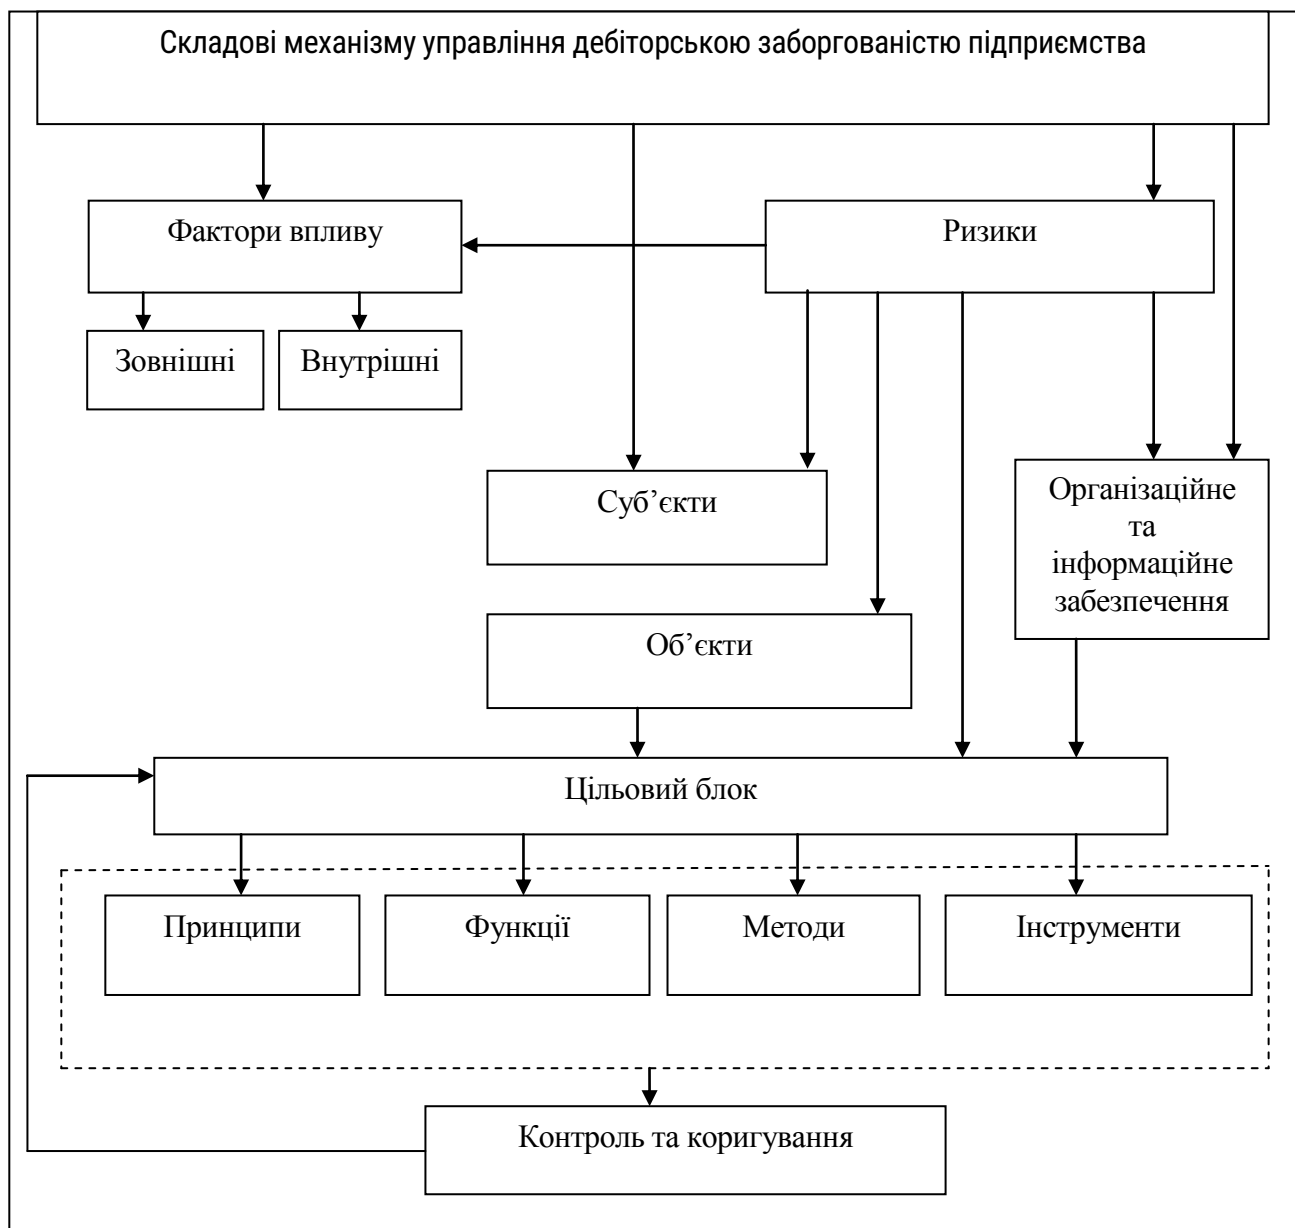 Складові механізму управління дебіторською заборгованістю підприємства
Фактори впливу
Ризики
Зовнішні
Внутрішні
Суб’єкти
Організаційне
та
інформаційне
забезпечення
Об’єкти
Цільовий блок
Принципи
Функції
Методи
Інструменти
Контроль та коригування